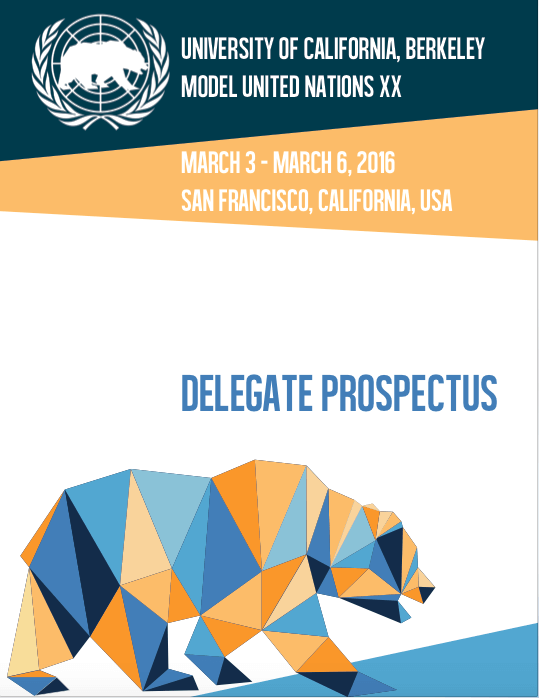 UNIVERSITY OF CALIFORNIA, BERKELEY
MODEL UNITED NATIONS XX
MARCH 3 - MARCH 6, 2016
SAN FRANCISCO, CALIFORNIA, USA
DELEGATE PROSPECTUS